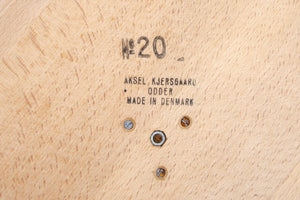 №20
AKSEL KJERSGAARD
ODDER
MADE IN DENMARK